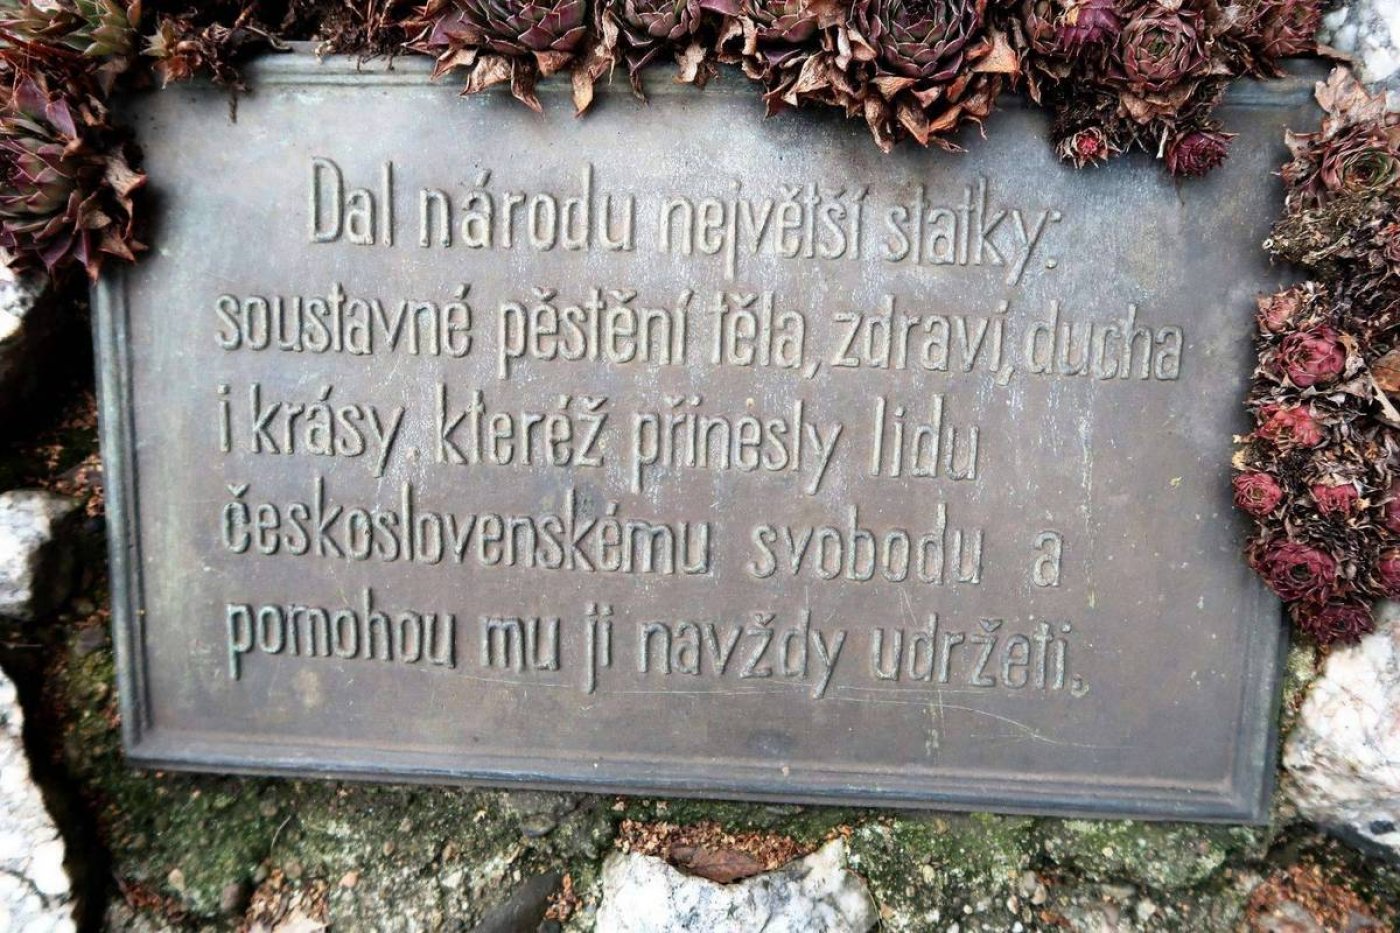 Dal národu největší statky:
soustavné pěstění těla, zdraví, ducha
i krásy. kteréž přinesly lidu
československému svobodu a
pomohou mu ji navždy udržeti.